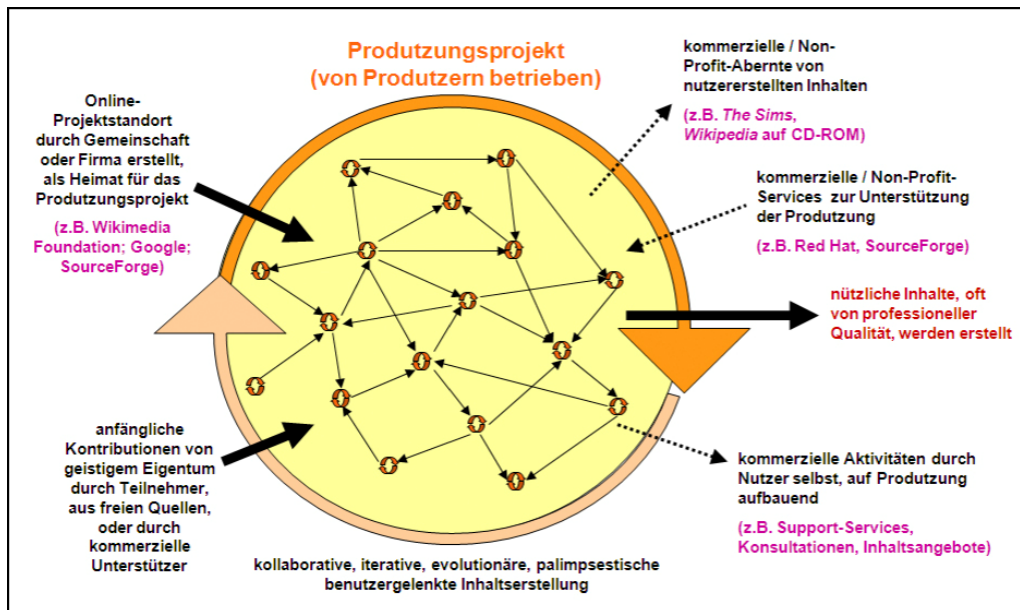 Produtzungsprojekt
(von Produtzern betrieben)
Online-
Projektstandort
durch Gemeinschaft
oder Firma erstellt,
als Heimat für das
Produtzungsprojekt
(z.B. Wikimedia
Foundation; Google;
SourceForge)
anfängliche
Kontributionen von
geistigem Eigentum
durch Teilnehmer,
aus freien Quellen,
oder durch
kommerzielle
Unterstützer
kommerzielle / Non-
Profit-Abernte von
nutzererstellten Inhalten
(z.B. The Sims,
Wikipedia auf CD-ROM)
kommerzielle / Non-Profit-
Services zur Unterstützung
der Produtzung
(z.B. Red Hat, SourceForge)
nützliche Inhalte, oft
von professioneller
Qualität, werden erstellt
kommerzielle Aktivitäten durch
Nutzer selbst, auf Produtzung
aufbauend
(z.B. Support-Services,
Konsultationen, Inhaltsangebote)
kollaborative, iterative, evolutionäre, palimpsestische
benutzergelenkte Inhaltserstellung